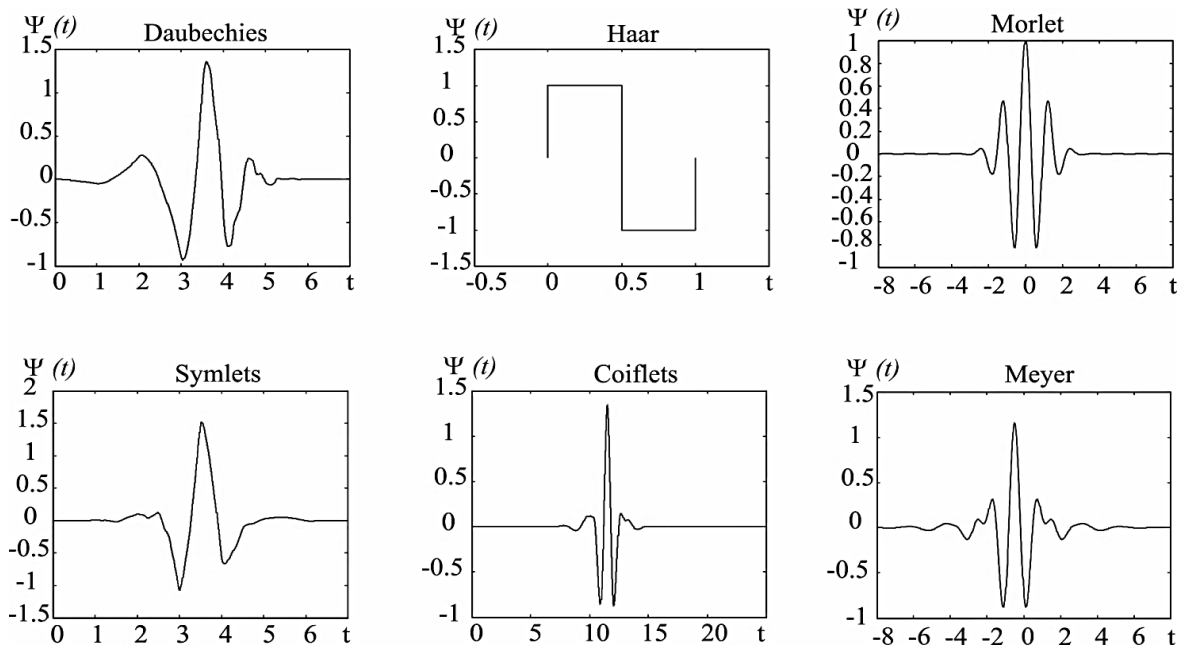 Ψ (t)
Daubechies
1.5
1
0.5
0
-0.5
-1
0 1 2 3 4 5 6 t
Ψ (t)
Haar
1.5
1
0.5
0
-0.5
-1
-1.5
-0.5 0 0.5 1 t
Ψ (t)
Morlet
1
0.8
0.6
0.4
0.2
0
-0.2
-0.4
-0.6
-0.8
-1
-8 -6 -4 -2 0 2 4 6 t
Ψ (t)
Symlets
2
1.5
1
0.5
0
-0.5
-1
-1.5
0 1 2 3 4 5 6 t
Ψ (t)
Coiflets
1.5
1
0.5
0
-0.5
-1
0 5 10 15 20 t
Ψ (t)
Meyer
1.5
1
0.5
0
-0.5
-1
-8 -6 -4 -2 0 2 4 6 t